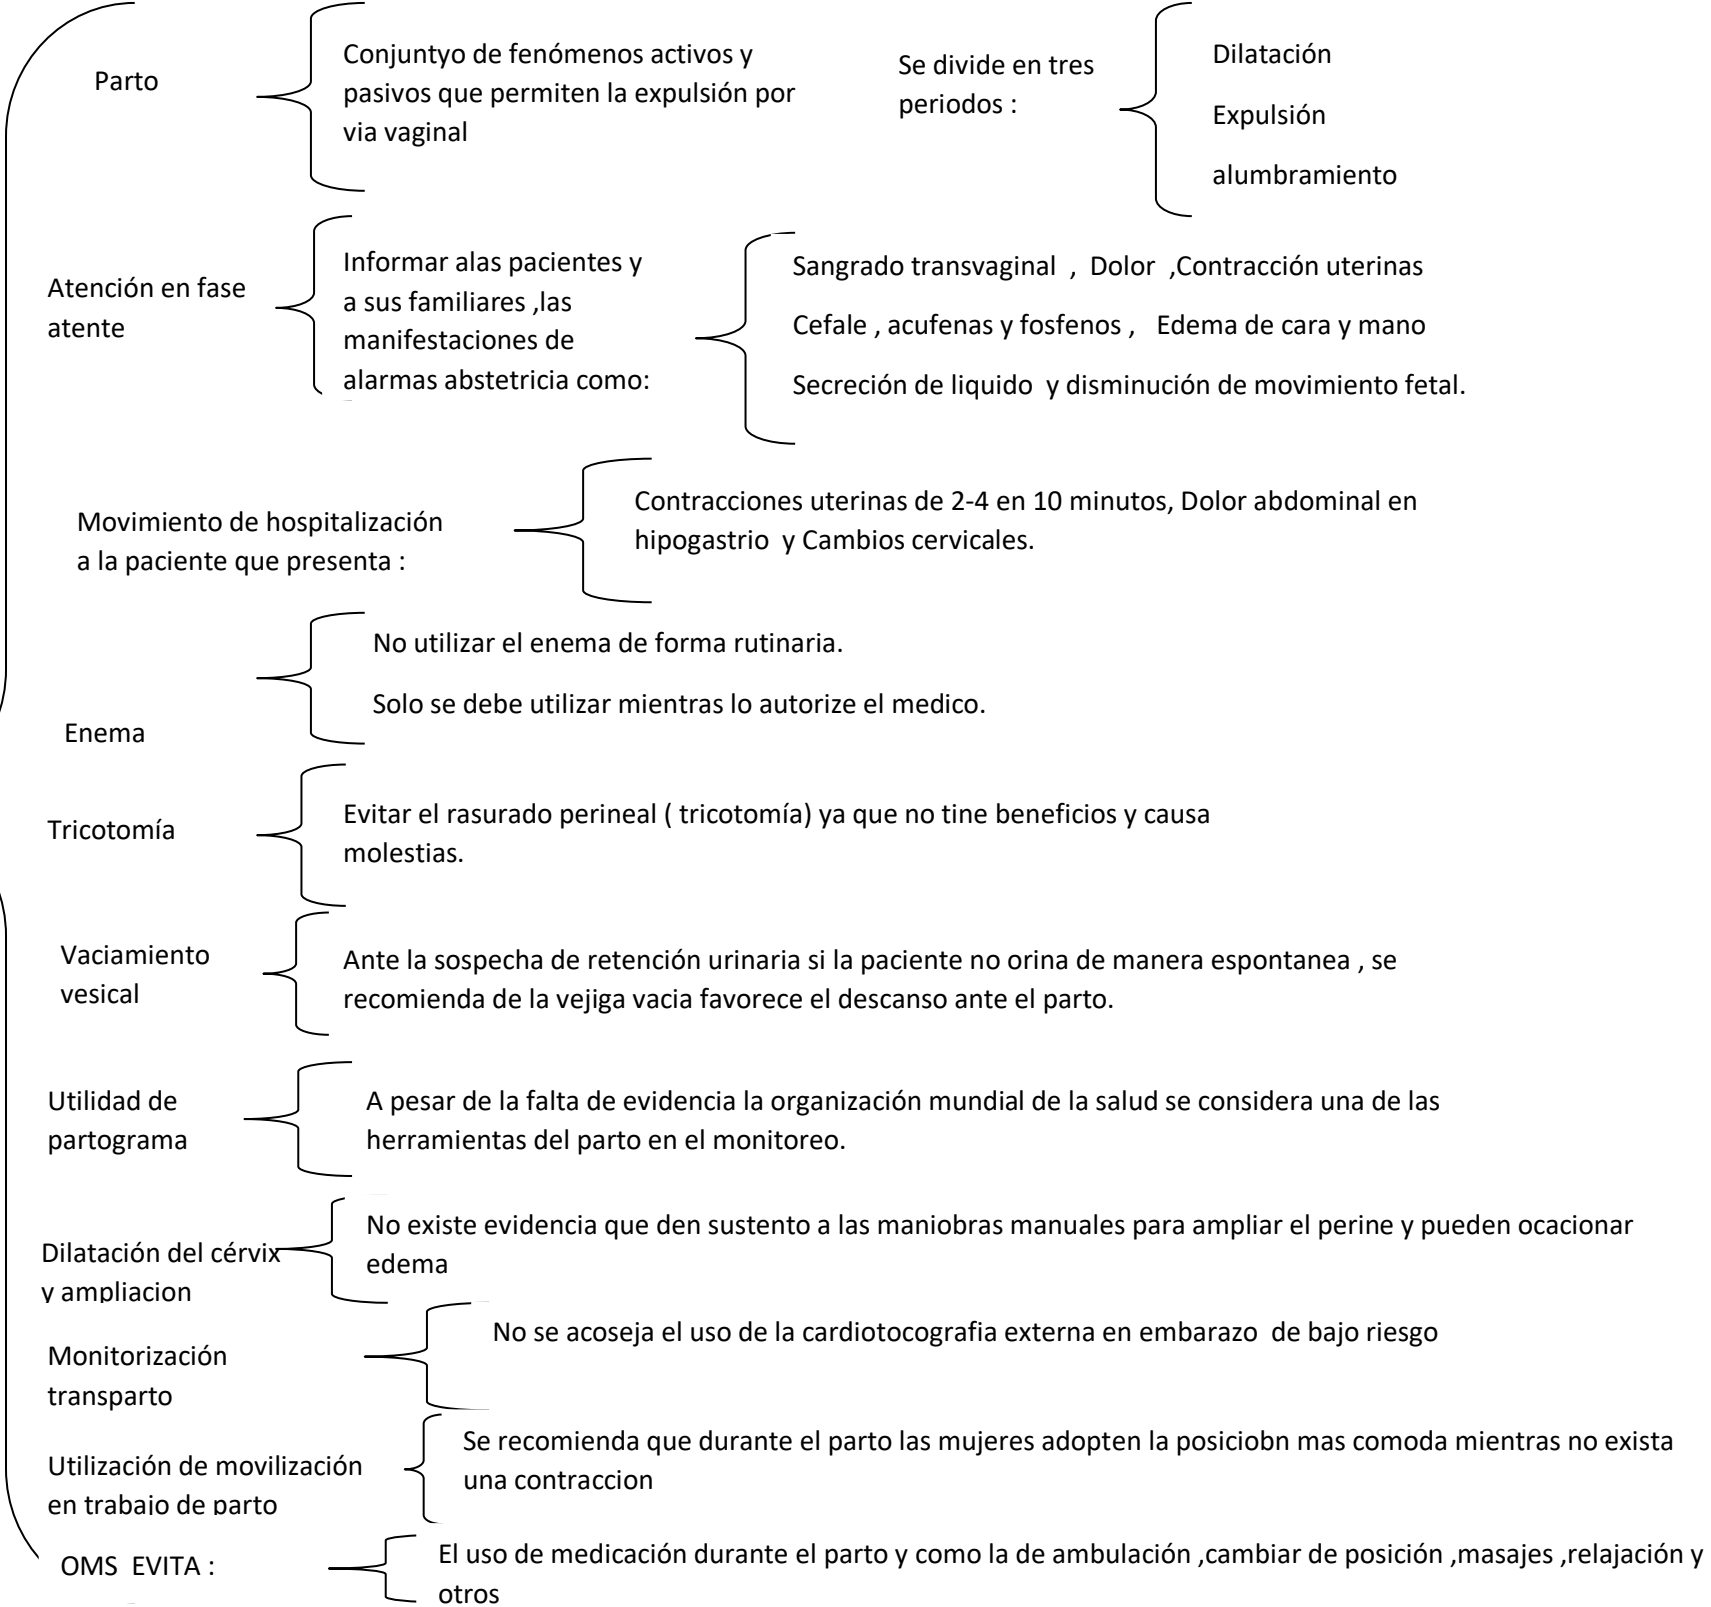 Parto
Conjuntyo de fenómenos activos y
pasivos que permiten la expulsión por
via vaginal
Se divide en tres
periodos :
Dilatación
Expulsión
alumbramiento
Atención en fase
atente
Informar alas pacientes y
a sus familiares ,las
manifestaciones de
alarmas abstetricia como:
Sangrado transvaginal , Dolor ,Contracción uterinas
Cefale , acufenas y fosfenos , Edema de cara y mano
Secreción de liquido y disminución de movimiento fetal.
Movimiento de hospitalización
a la paciente que presenta :
Contracciones uterinas de 2-4 en 10 minutos, Dolor abdominal en
hipogastrio y Cambios cervicales.
Enema
No utilizar el enema de forma rutinaria.
Solo se debe utilizar mientras lo autorize el medico.
Tricotomía
Evitar el rasurado perineal ( tricotomía) ya que no tine beneficios y causa
molestias.
Vaciamiento
vesical
Ante la sospecha de retención urinaria si la paciente no orina de manera espontanea , se
recomienda de la vejiga vacia favorece el descanso ante el parto.
Utilidad de
partograma
A pesar de la falta de evidencia la organización mundial de la salud se considera una de las
herramientas del parto en el monitoreo.
Dilatación del cérvix
y ampliacion
No existe evidencia que den sustento a las maniobras manuales para ampliar el perine y pueden ocacionar
edema
Monitorización
transparto
No se acoseja el uso de la cardiotocografia externa en embarazo de bajo riesgo
Utilización de movilización
en trabajo de parto
Se recomienda que durante el parto las mujeres adopten la posiciobn mas comoda mientras no exista
una contraccion
OMS EVITA :
El uso de medicación durante el parto y como la de ambulación ,cambiar de posición ,masajes ,relajación y
otros